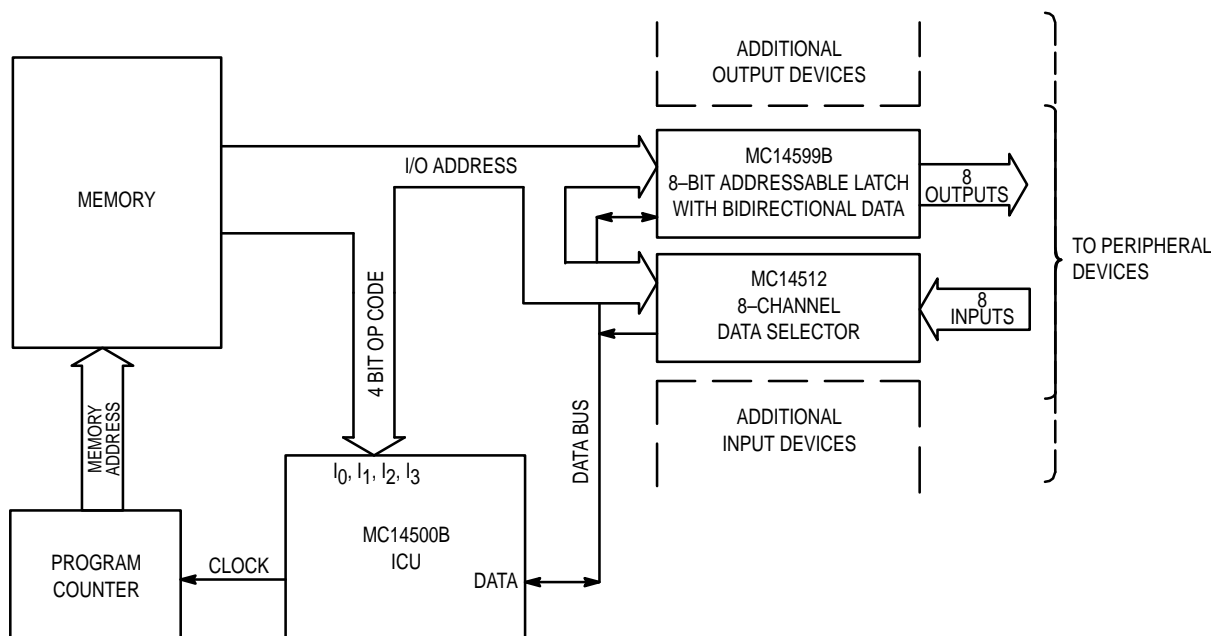 ADDITIONAL
OUTPUT DEVICES
MEMORY
I/O ADDRESS
MC14599B
8–BIT ADDRESSABLE LATCH
WITH BIDIRECTIONAL DATA
8
OUTPUTS
TO PERIPHERAL
DEVICES
MC14512
8–CHANNEL
DATA SELECTOR
8
INPUTS
4 BIT OP CODE
DATA BUS
ADDITIONAL
INPUT DEVICES
MEMORY
ADDRESS
I0, I1, I2, I3
MC14500B
ICU
DATA
CLOCK
PROGRAM
COUNTER